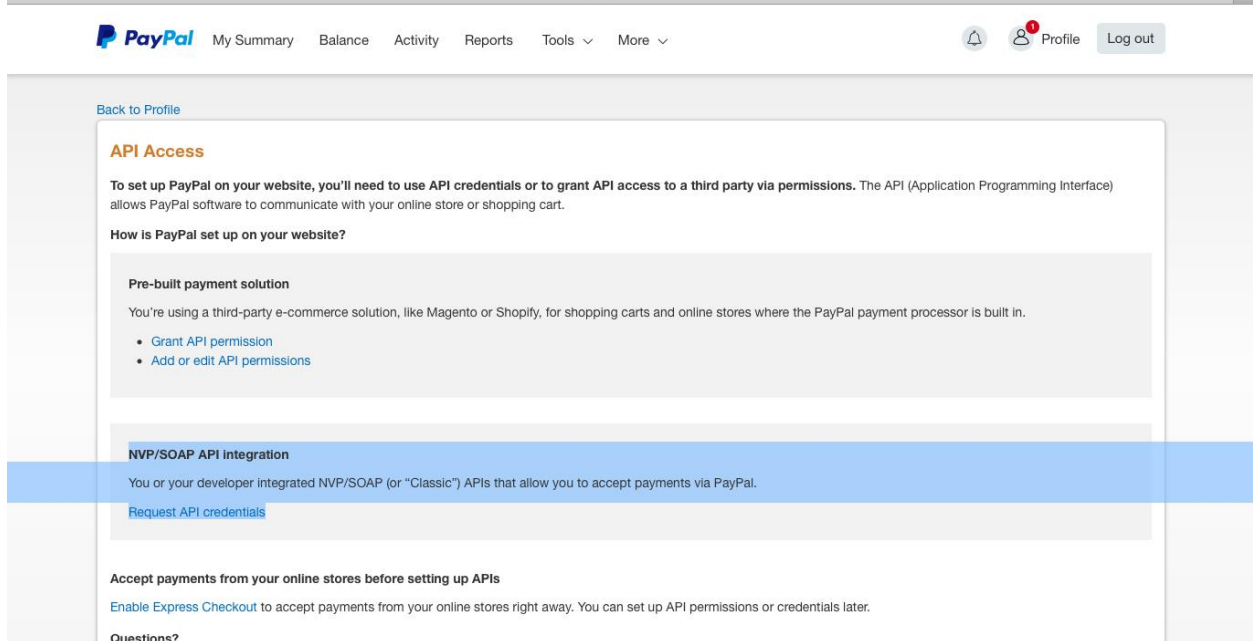 PayPal My Summary Balance Activity Reports Tools More 1 Profile Log out
Back to Profile
API Access
To set up PayPal on your website, you'll need to use API credentials or to grant API access to a third party via permissions. The API (Application Programming Interface)
allows PayPal software to communicate with your online store or shopping cart.
How is PayPal set up on your website?
Pre-built payment solution
You're using a third-party e-commerce solution, like Magento or Shopify, for shopping carts and online stores where the PayPal payment processor is built in.
• Grant API permission
• Add or edit API permissions
NVP/SOAP API integration
You or your developer integrated NVP/SOAP (or “Classic”) APIs that allow you to accept payments via PayPal.
Request API credentials
Accept payments from your online stores before setting up APIs
Enable Express Checkout to accept payments from your online stores right away. You can set up API permissions or credentials later.
Questions?